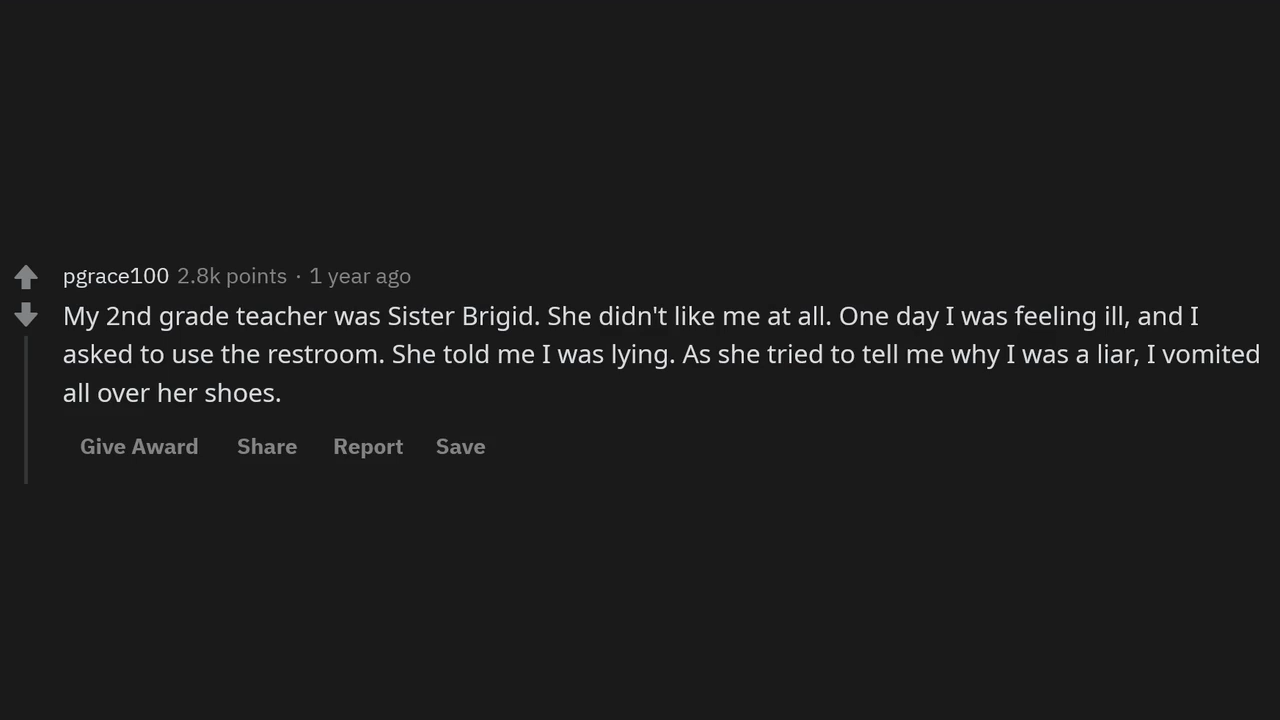 pgrace100 2.8k points · 1 year ago
My 2nd grade teacher was Sister Brigid. She didn't like me at all. One day I was feeling ill, and I
asked to use the restroom. She told me I was lying. As she tried to tell me why I was a liar, I vomited
all over her shoes.
Give Award Share Report Save